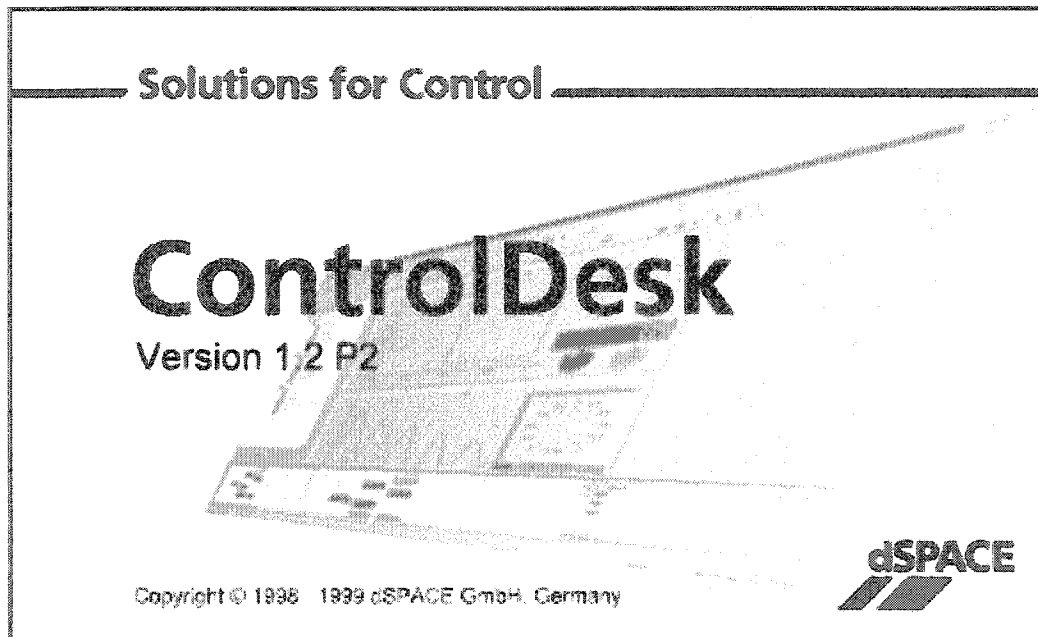 Solutions for Control
ControlDesk
Version 1.2 P2
dSPACE
Copyright © 1998 - 1999 dSPACE GmbH, Germany